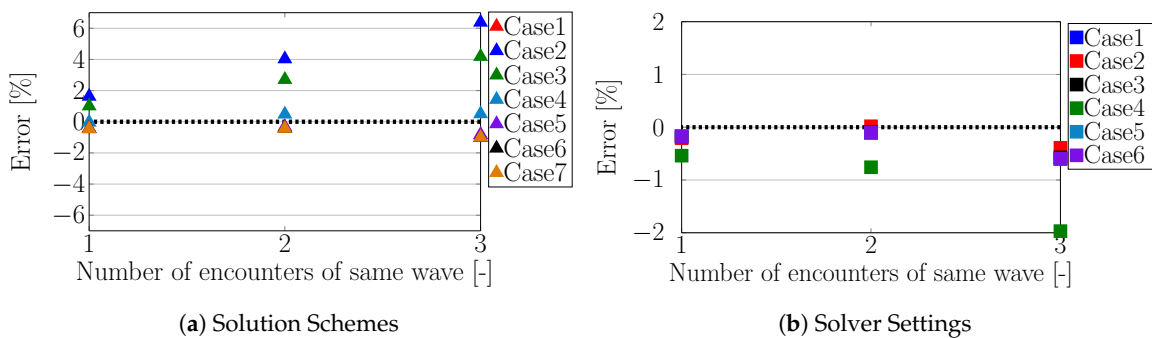 6
4
2
0
−2
−4
−6
Error [%]
1
2
3
Number of encounters of same wave [-]
Case1
Case2
Case3
Case4
Case5
Case6
Case7
(a) Solution Schemes
2
1
0
−1
−2
Error [%]
1
2
3
Number of encounters of same wave [-]
Case1
Case2
Case3
Case4
Case5
Case6
(b) Solver Settings